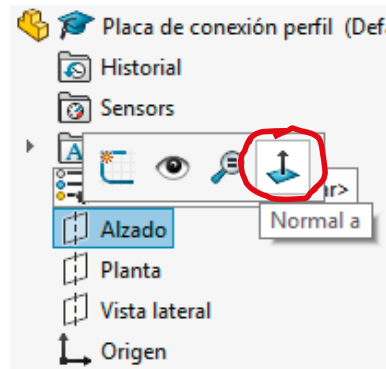 Placa de conexión perfil (Defa
Historial
Sensors
A
ar>
Normal a
Alzado
Planta
Vista lateral
Origen